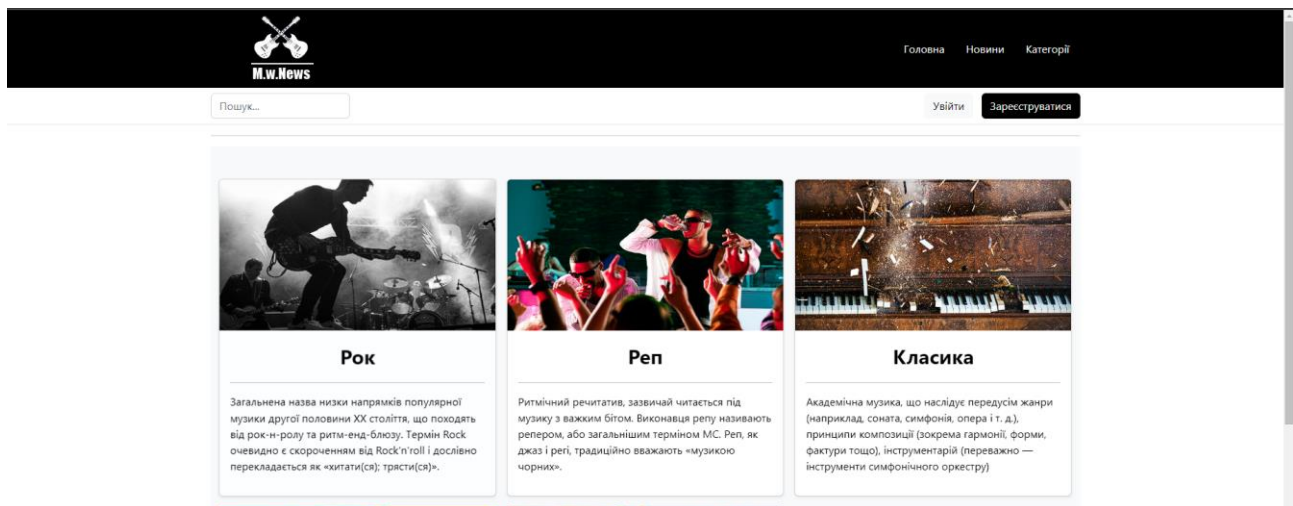 M.w.News
Головна Новини Категорії
Пошук...
Увійти Зареєструватися
Рок
Загальнена назва низки напрямків популярної
музики другої половини XX століття, що походять
від рок-н-ролу та ритм-енд-блюзу. Термін Rock
очевидно є скороченням від Rock'n'roll і дослівно
перекладається як «хитати(ся); трясти(ся)».
Реп
Ритмічний речитатив, зазвичай читається під
музику з важким бітом. Виконавця репу називають
репером, або загальнішим терміном MC. Реп, як
джаз і регі, традиційно вважають «музикою
чорних».
Класика
Академічна музика, що наслідує передусім жанри
(наприклад, соната, симфонія, опера і т. д.),
принципи композиції (зокрема гармонії, форми,
фактури тощо), інструментарій (переважно —
інструменти симфонічного оркестру)